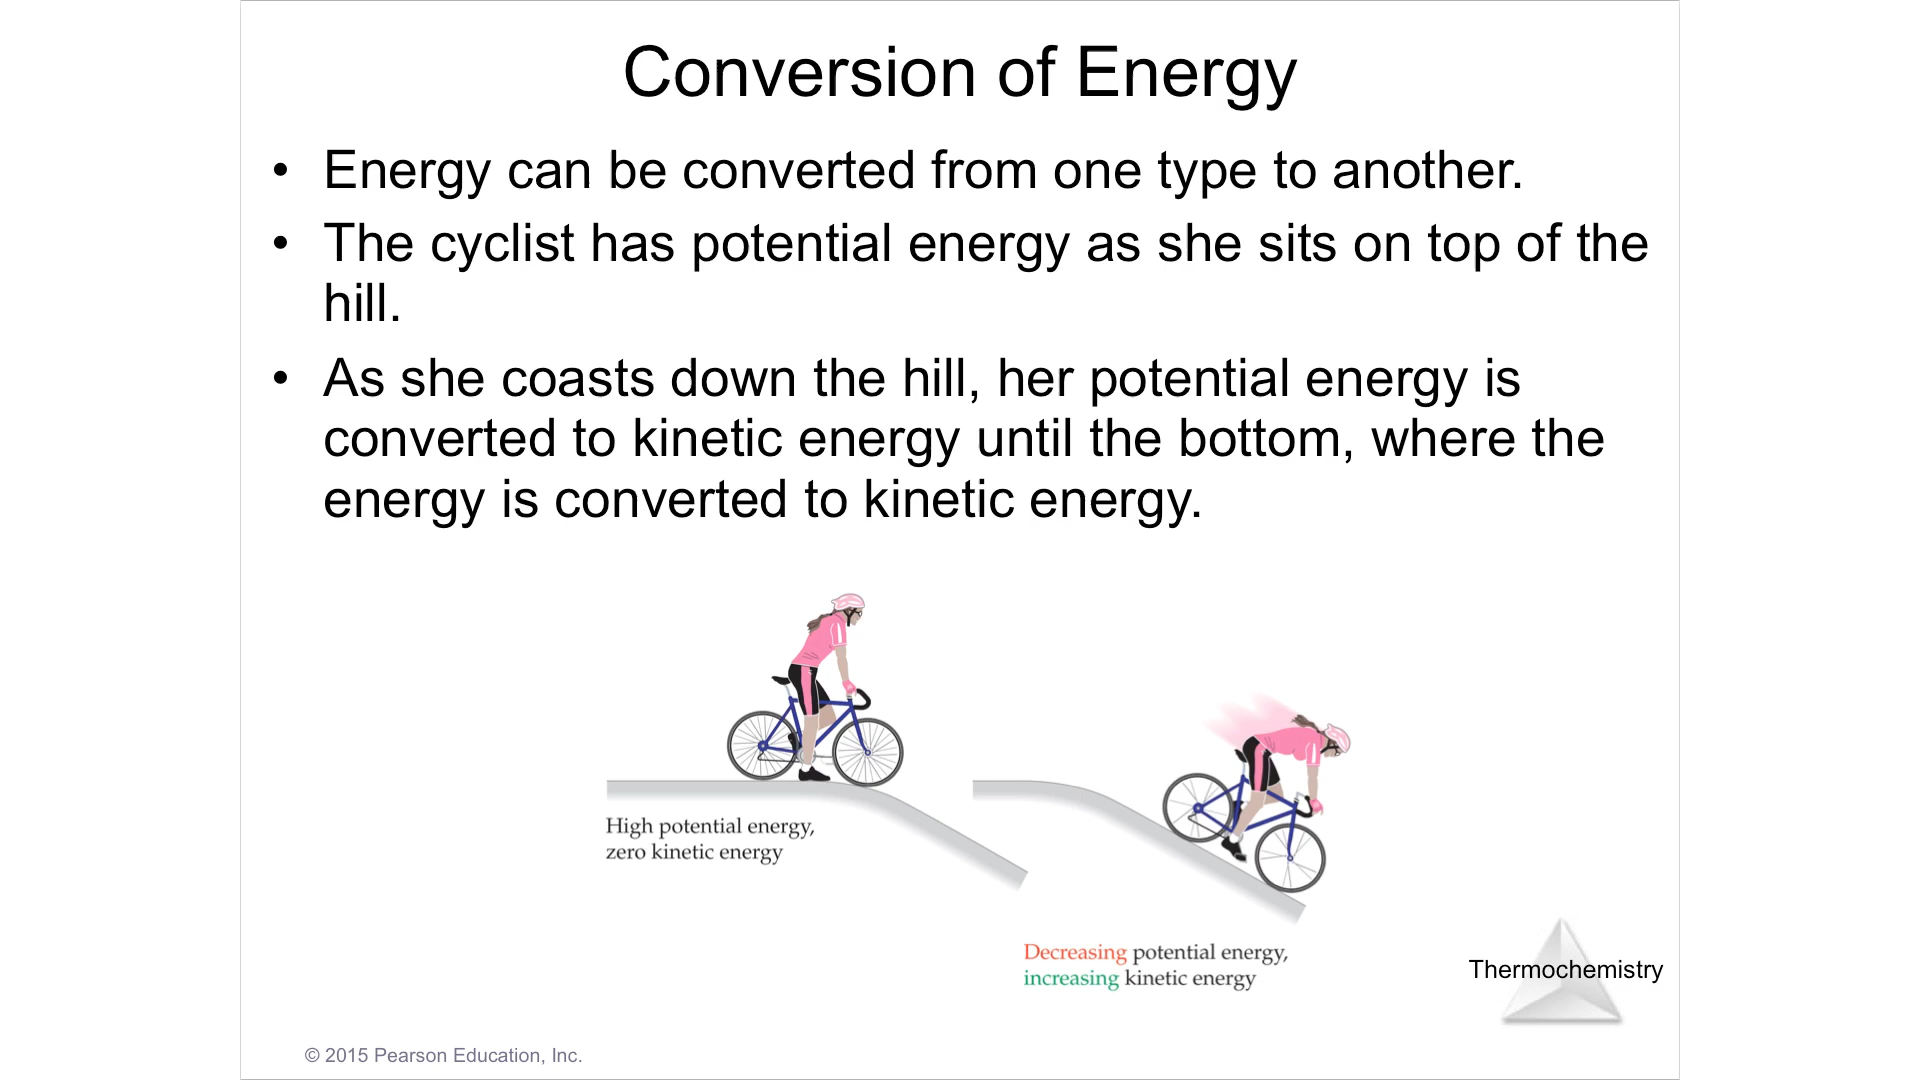 Conversion of Energy
• Energy can be converted from one type to another.
• The cyclist has potential energy as she sits on top of the
hill.
• As she coasts down the hill, her potential energy is
converted to kinetic energy until the bottom, where the
energy is converted to kinetic energy.
High potential energy,
zero kinetic energy
Decreasing potential energy,
increasing kinetic energy
Thermochemistry
© 2015 Pearson Education, Inc.